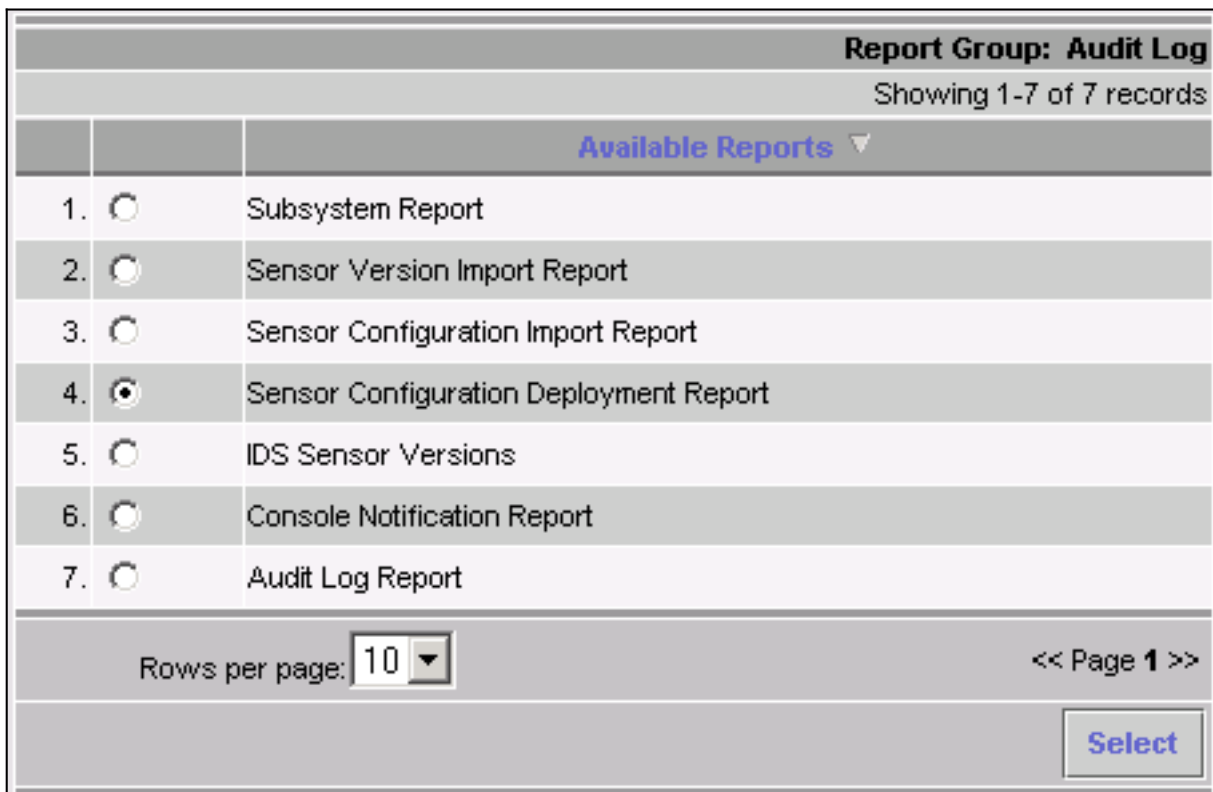 Report Group: Audit Log
Showing 1-7 of 7 records
Available Reports
1. Subsystem Report
2. Sensor Version Import Report
3. Sensor Configuration Import Report
4. Sensor Configuration Deployment Report
5. IDS Sensor Versions
6. Console Notification Report
7. Audit Log Report
Rows per page: 10 << Page 1 >>
Select